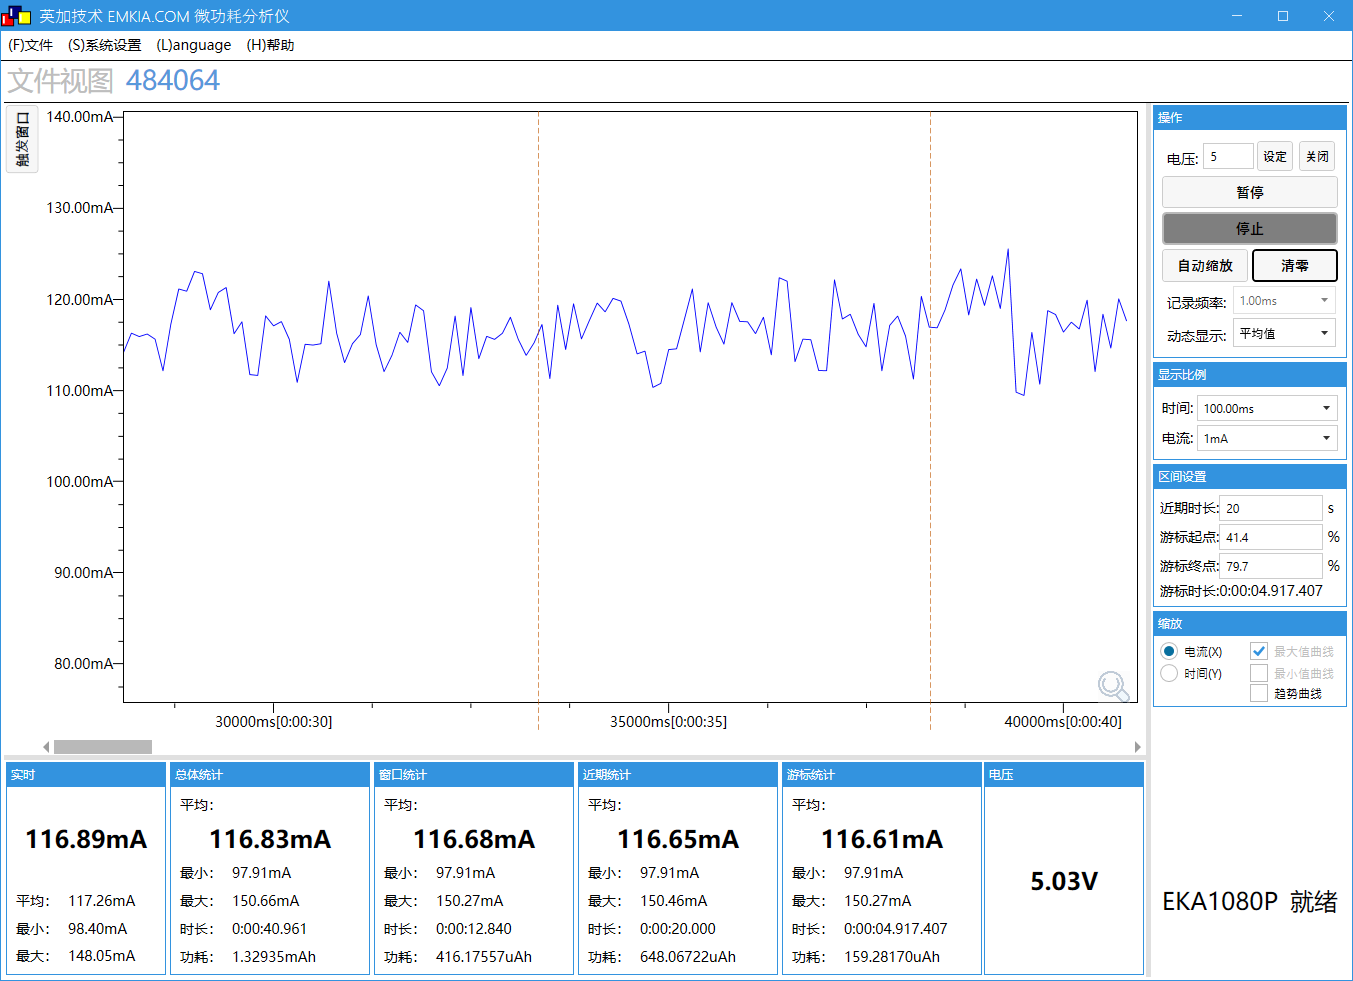 英加技术 EMKIA.COM 微功耗分析仪
(F)文件 (S)系统设置 (L)anguage (H)帮助
文件视图 484064
触发窗口
140.00mA
130.00mA
120.00mA
110.00mA
100.00mA
90.00mA
80.00mA
30000ms[0:00:30] 35000ms[0:00:35] 40000ms[0:00:40]
操作
电压: 5 设定 关闭
暂停
停止
自动缩放 清零
记录频率: 1.00ms
动态显示: 平均值
显示比例
时间: 100.00ms
电流: 1mA
区间设置
近期时长: 20 s
游标起点: 41.4 %
游标终点: 79.7 %
游标时长:0:00:04.917.407
缩放
电流(X) 最大值曲线
时间(Y) 最小值曲线
趋势曲线
实时
116.89mA
平均: 117.26mA
最小: 98.40mA
最大: 148.05mA
总体统计
平均:
116.83mA
最小: 97.91mA
最大: 150.66mA
时长: 0:00:40.961
功耗: 1.32935mAh
窗口统计
平均:
116.68mA
最小: 97.91mA
最大: 150.27mA
时长: 0:00:12.840
功耗: 416.17557uAh
近期统计
平均:
116.65mA
最小: 97.91mA
最大: 150.46mA
时长: 0:00:20.000
功耗: 648.06722uAh
游标统计
平均:
116.61mA
最小: 97.91mA
最大: 150.27mA
时长: 0:00:04.917.407
功耗: 159.28170uAh
电压
5.03V
EKA1080P 就绪